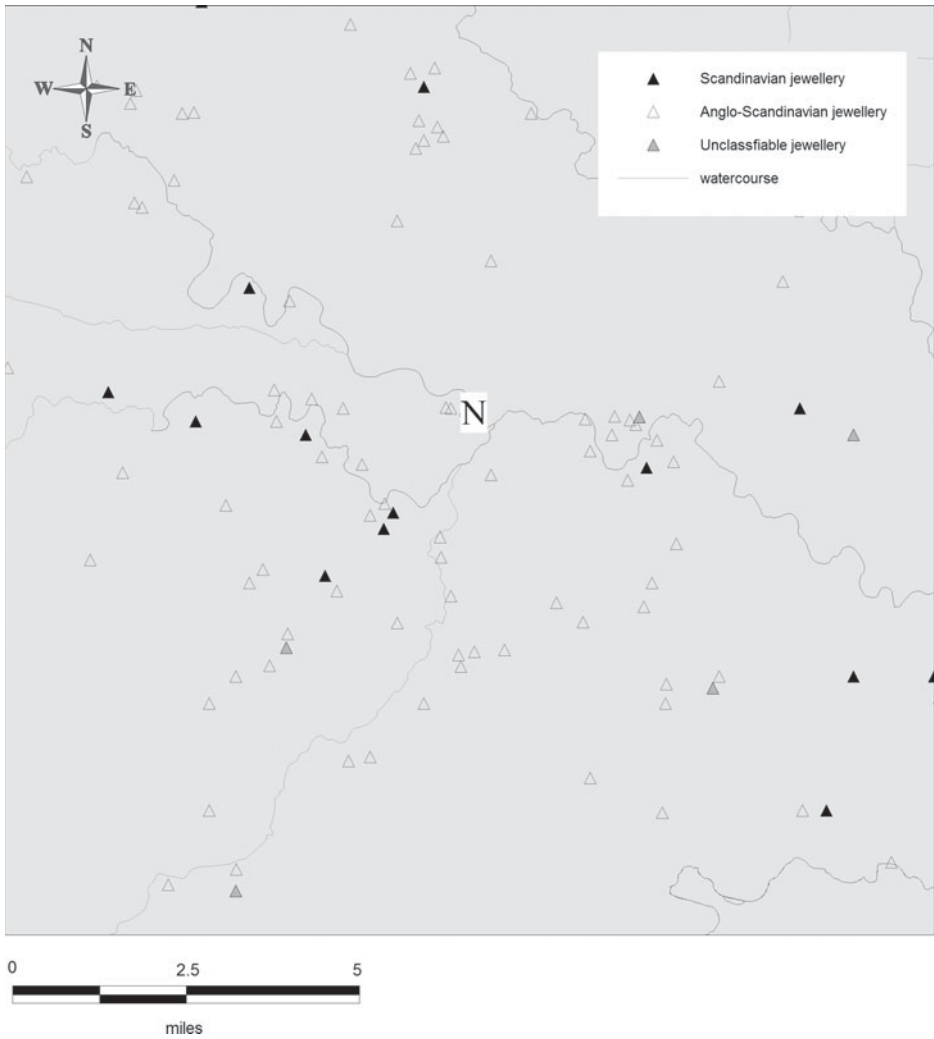 N
W E
S
Scandinavian jewellery
Anglo-Scandinavian jewellery
Unclassfiable jewellery
watercourse
N
0 2.5 5
miles